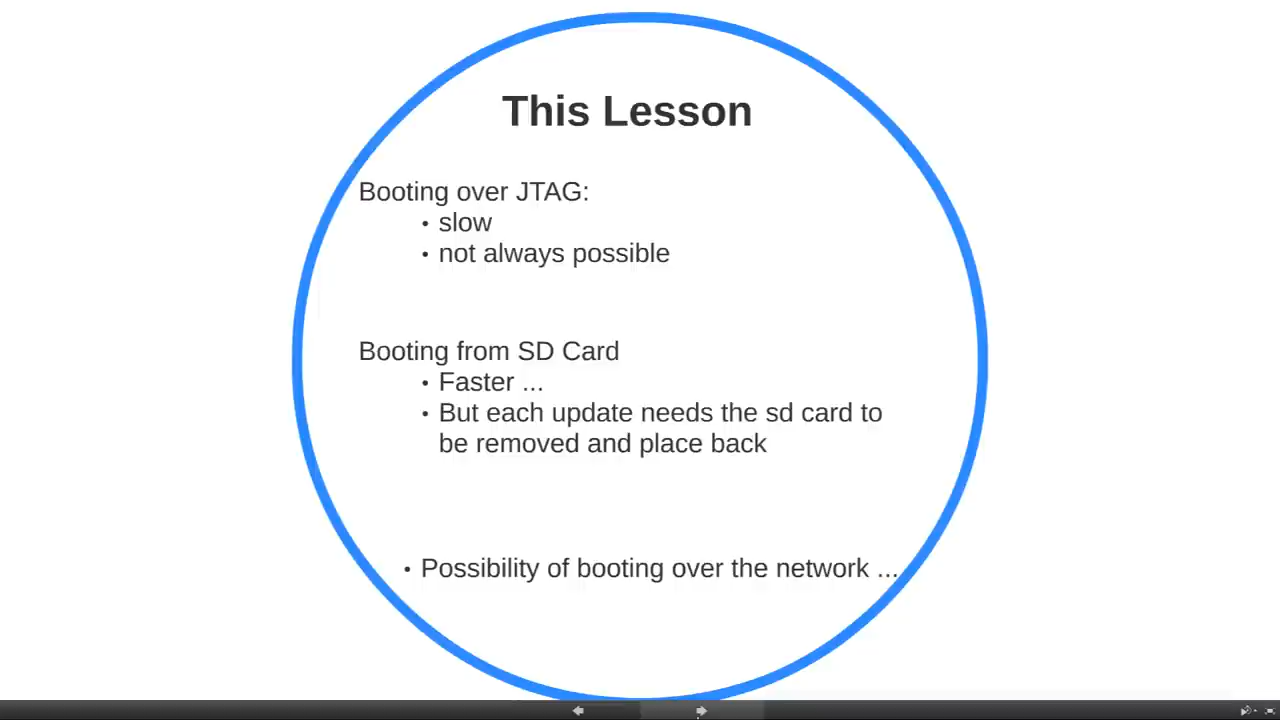 This Lesson
Booting over JTAG:
• slow
• not always possible
Booting from SD Card
• Faster ...
• But each update needs the sd card to
be removed and place back
• Possibility of booting over the network ...